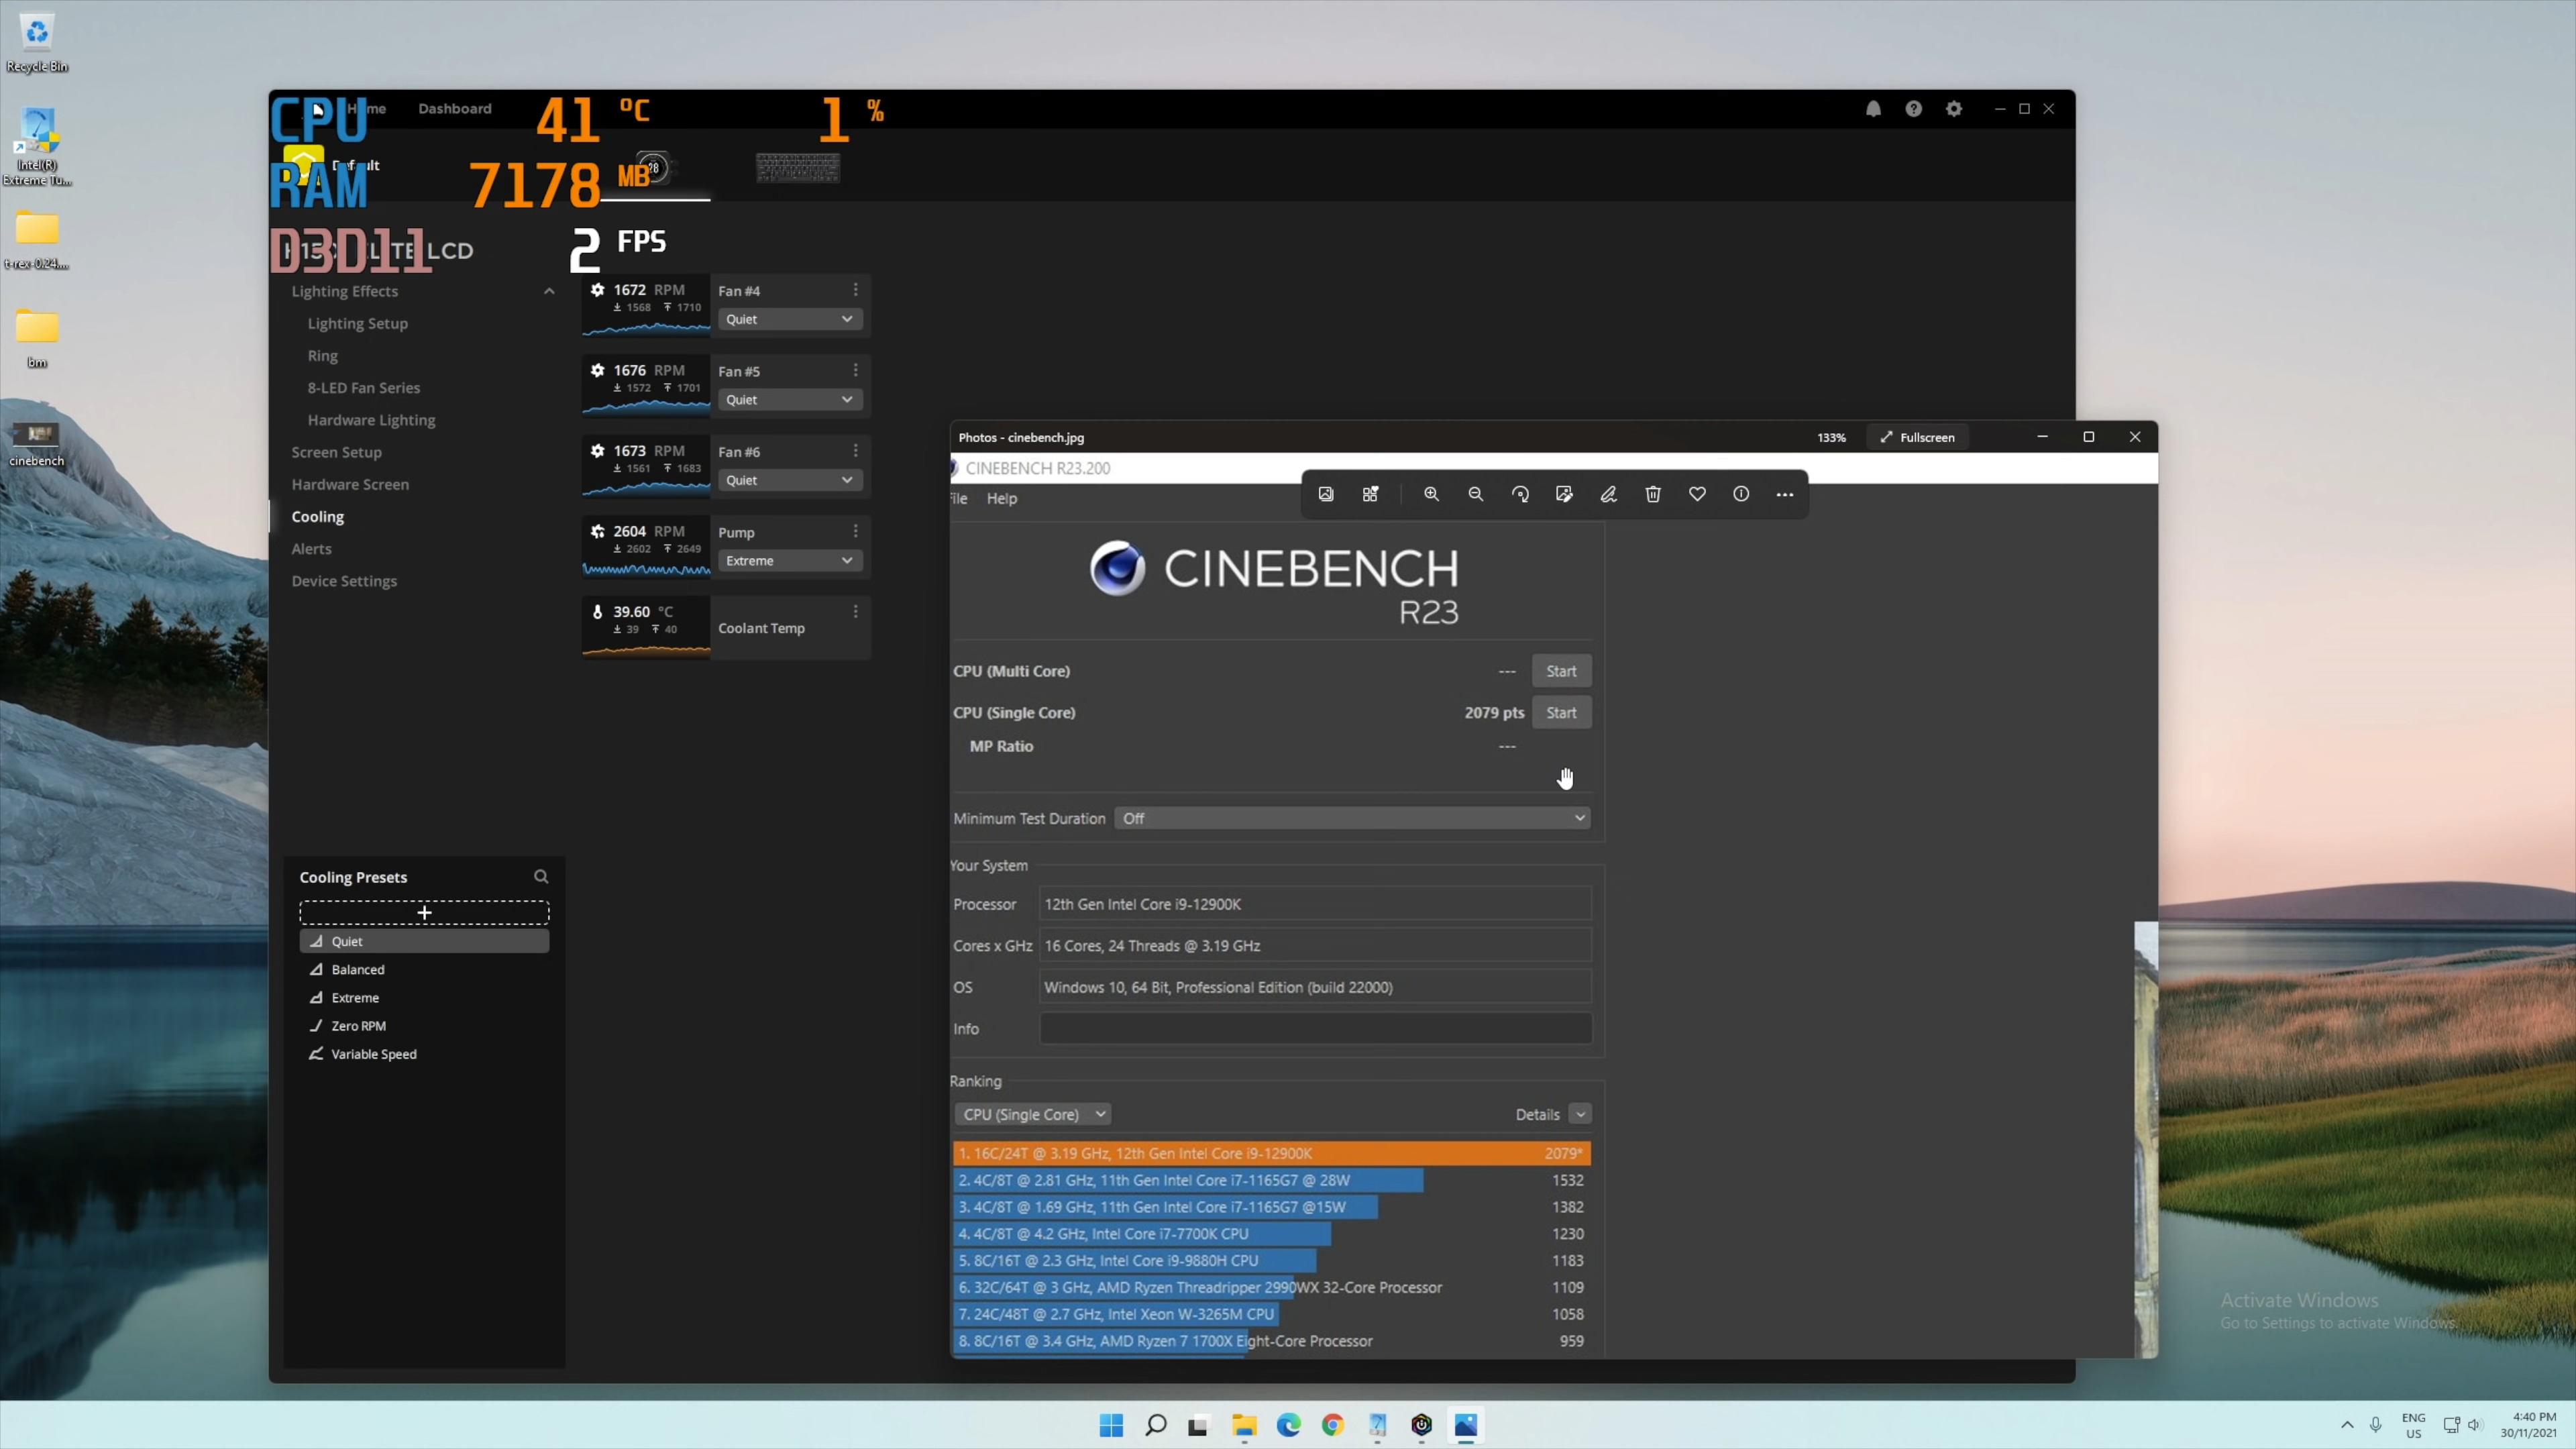 Recycle Bin
Intel(R)
Extreme Tu...
t-rex-0.24....
bm
cinebench
Home
Dashboard
CPU 41 °C 1 %
Default
28
RAM 7178 MB
D3D11 2 FPS
ELITE LCD
Lighting Effects
Lighting Setup
Ring
8-LED Fan Series
Hardware Lighting
Screen Setup
Hardware Screen
Cooling
Alerts
Device Settings
1672 RPM
1568 1710
Fan #4
Quiet
1676 RPM
1572 1701
Fan #5
Quiet
1673 RPM
1561 1683
Fan #6
Quiet
2604 RPM
2602 2649
Pump
Extreme
39.60 °C
39 40
Coolant Temp
Cooling Presets
+
Quiet
Balanced
Extreme
Zero RPM
Variable Speed
Photos - cinebench.jpg
133%
Fullscreen
CINEBENCH R23.200
File Help
CINEBENCH
R23
CPU (Multi Core) --- Start
CPU (Single Core) 2079 pts Start
MP Ratio ---
Minimum Test Duration Off
Your System
Processor 12th Gen Intel Core i9-12900K
Cores x GHz 16 Cores, 24 Threads @ 3.19 GHz
OS Windows 10, 64 Bit, Professional Edition (build 22000)
Info
Ranking
CPU (Single Core) Details
1. 16C/24T @ 3.19 GHz, 12th Gen Intel Core i9-12900K 2079*
2. 4C/8T @ 2.81 GHz, 11th Gen Intel Core i7-1165G7 @ 28W 1532
3. 4C/8T @ 1.69 GHz, 11th Gen Intel Core i7-1165G7 @15W 1382
4. 4C/8T @ 4.2 GHz, Intel Core i7-7700K CPU 1230
5. 8C/16T @ 2.3 GHz, Intel Core i9-9880H CPU 1183
6. 32C/64T @ 3 GHz, AMD Ryzen Threadripper 2990WX 32-Core Processor 1109
7. 24C/48T @ 2.7 GHz, Intel Xeon W-3265M CPU 1058
8. 8C/16T @ 3.4 GHz, AMD Ryzen 7 1700X Eight-Core Processor 959
Activate Windows
Go to Settings to activate Windows.
ENG
US
4:40 PM
30/11/2021